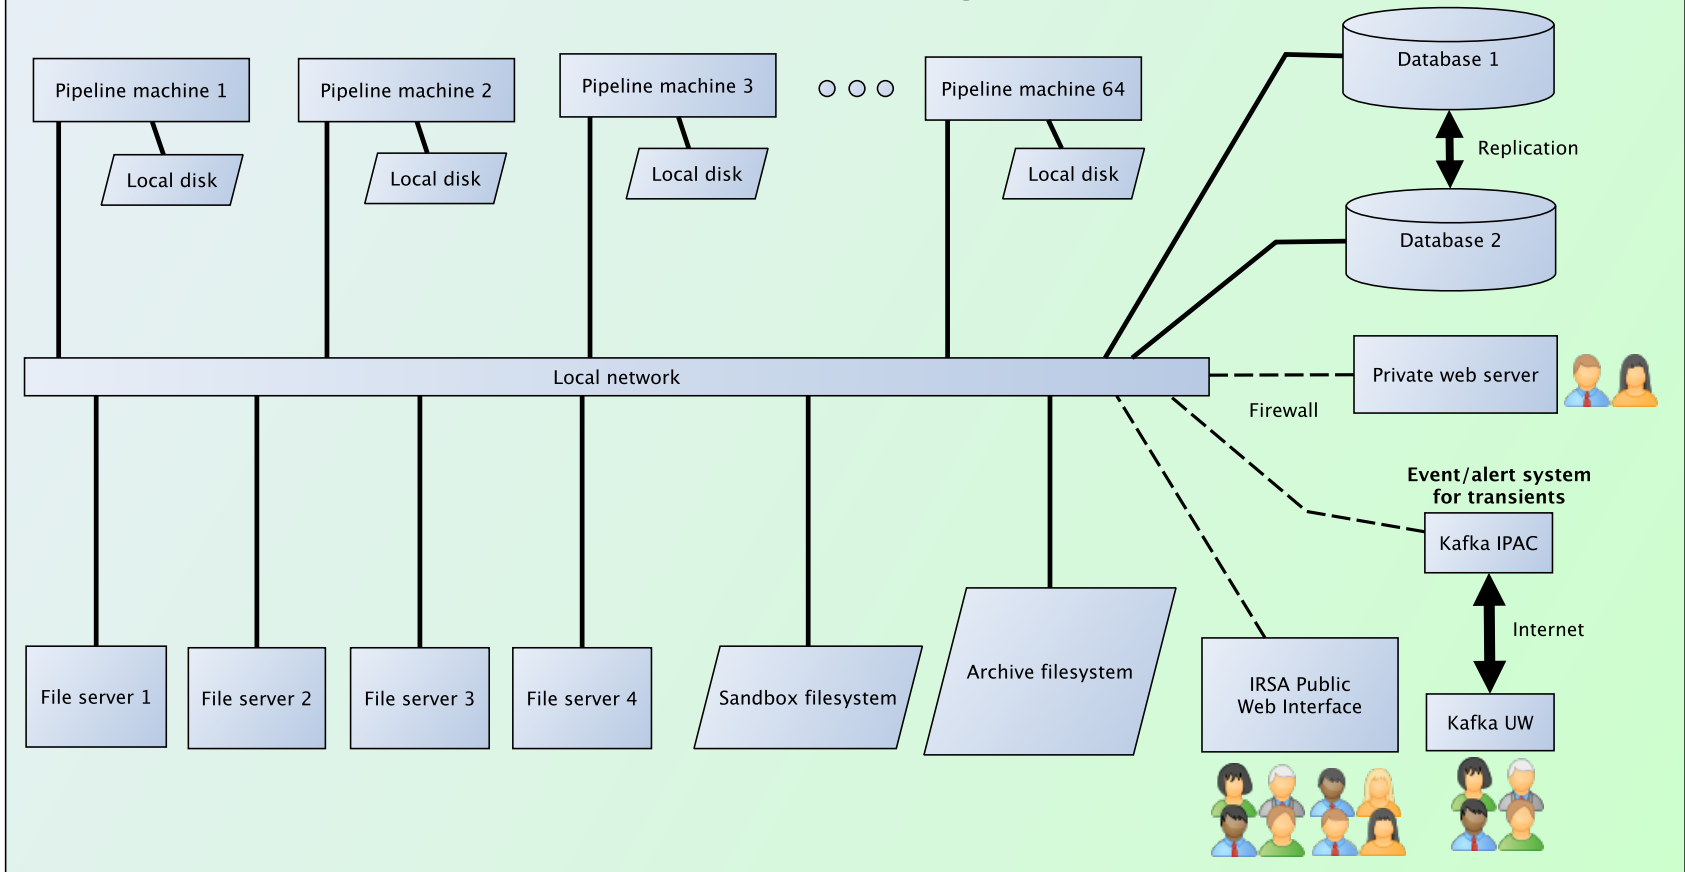 Pipeline machine 1
Pipeline machine 2
Pipeline machine 3
Pipeline machine 64
Local disk
Local disk
Local disk
Local disk
Database 1
Replication
Database 2
Local network
Private web server
Firewall
Event/alert system
for transients
Kafka IPAC
Internet
File server 1
File server 2
File server 3
File server 4
Sandbox filesystem
Archive filesystem
IRSA Public
Web Interface
Kafka UW